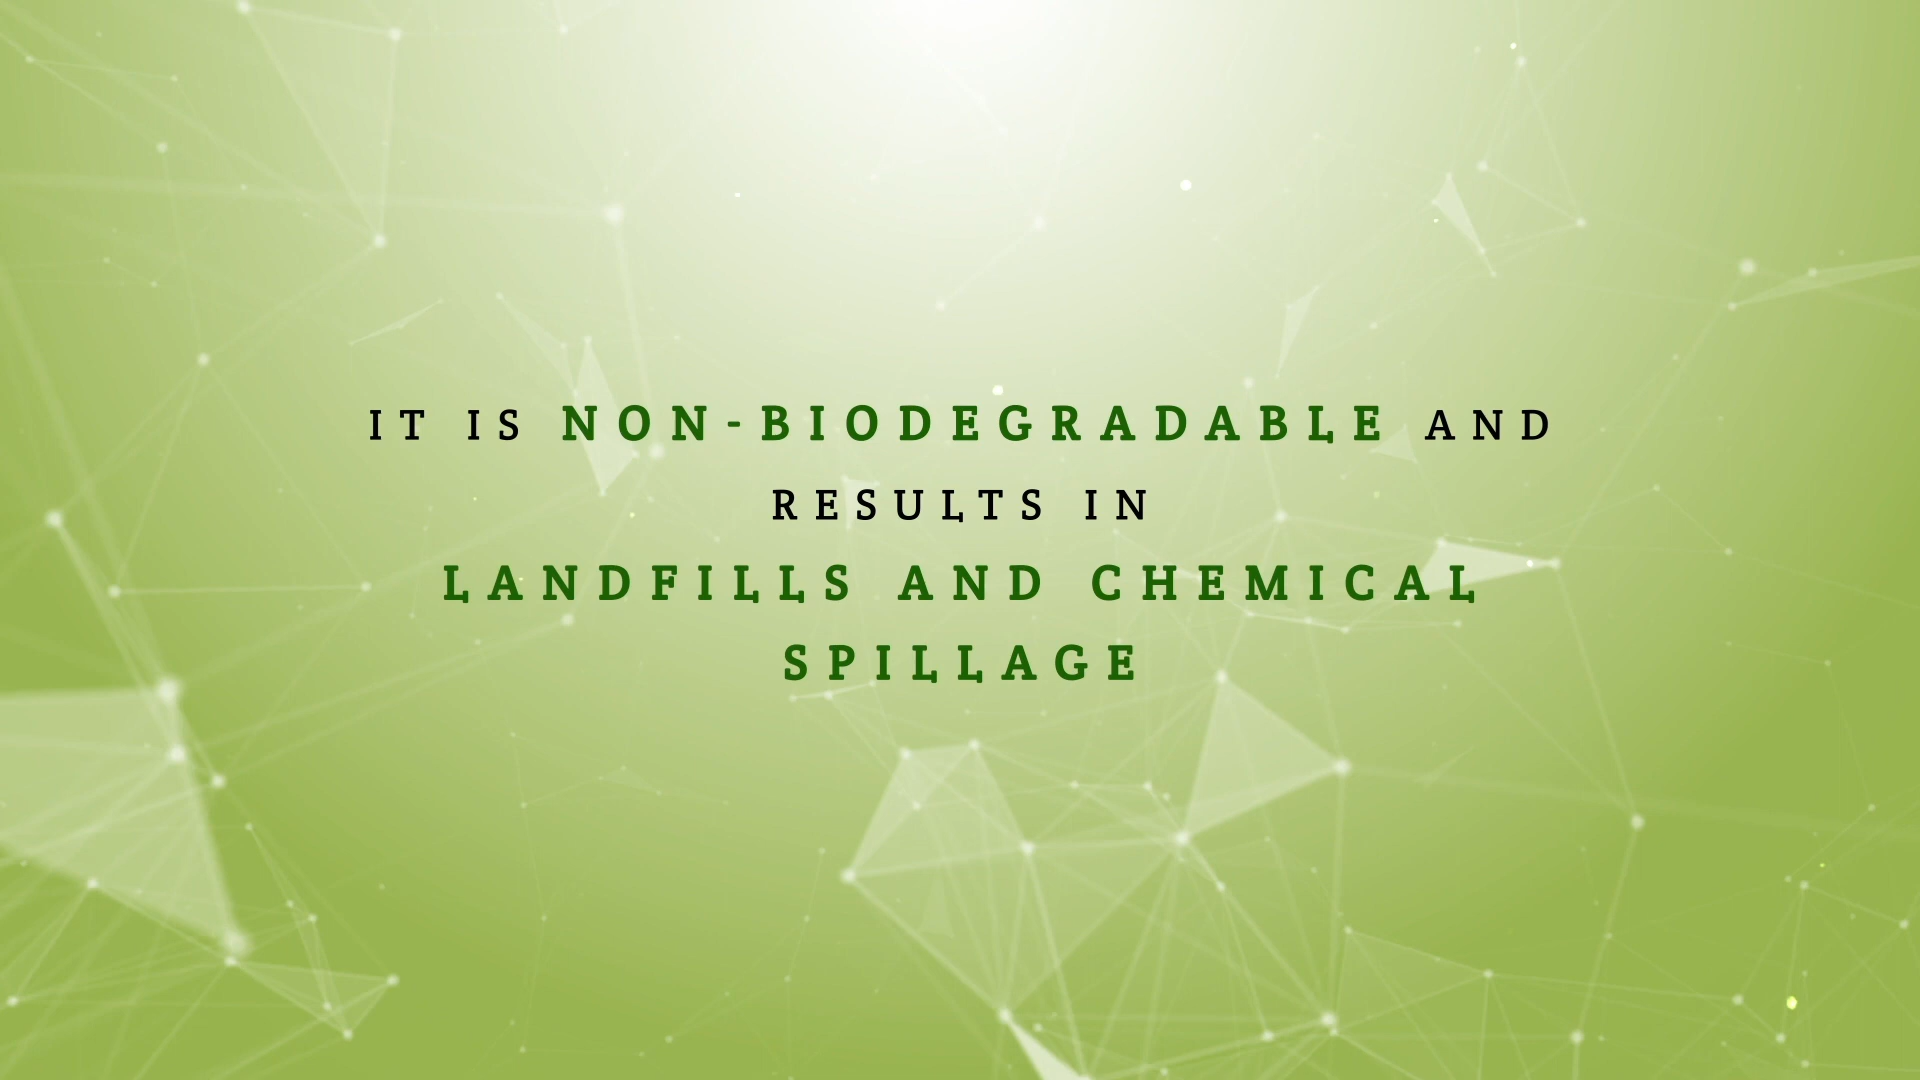 IT IS NON-BIODEGRADABLE AND
RESULTS IN
LANDFILLS AND CHEMICAL
SPILLAGE